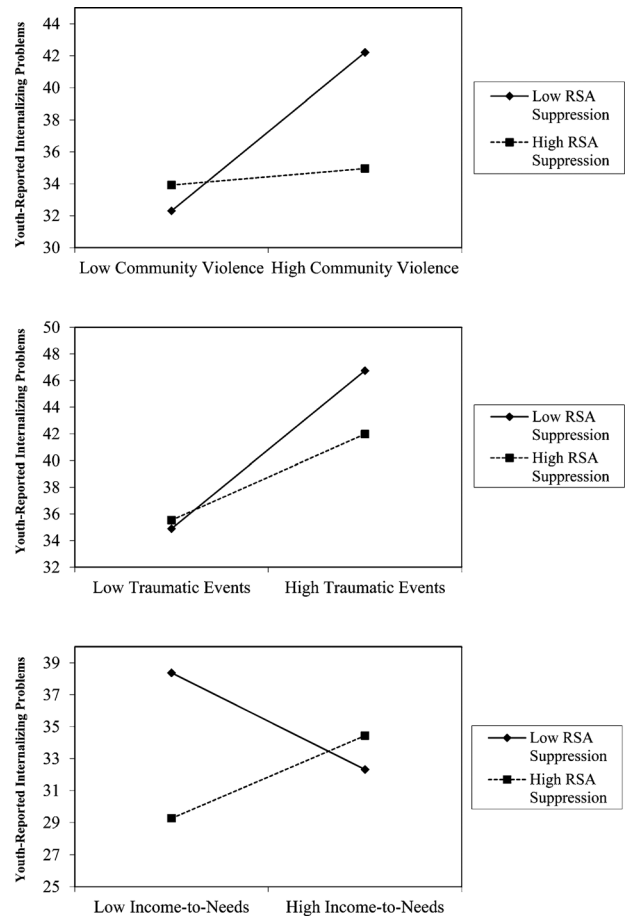 Youth-Reported Internalizing Problems
42
40
38
36
34
32
30
Low Community Violence High Community Violence
Low RSA
Suppression
High RSA
Suppression
Youth-Reported Internalizing Problems
50
48
46
44
42
40
38
36
34
32
Low Traumatic Events High Traumatic Events
Low RSA
Suppression
High RSA
Suppression
Youth-Reported Internalizing Problems
39
37
35
33
31
29
27
25
Low Income-to-Needs High Income-to-Needs
Low RSA
Suppression
High RSA
Suppression